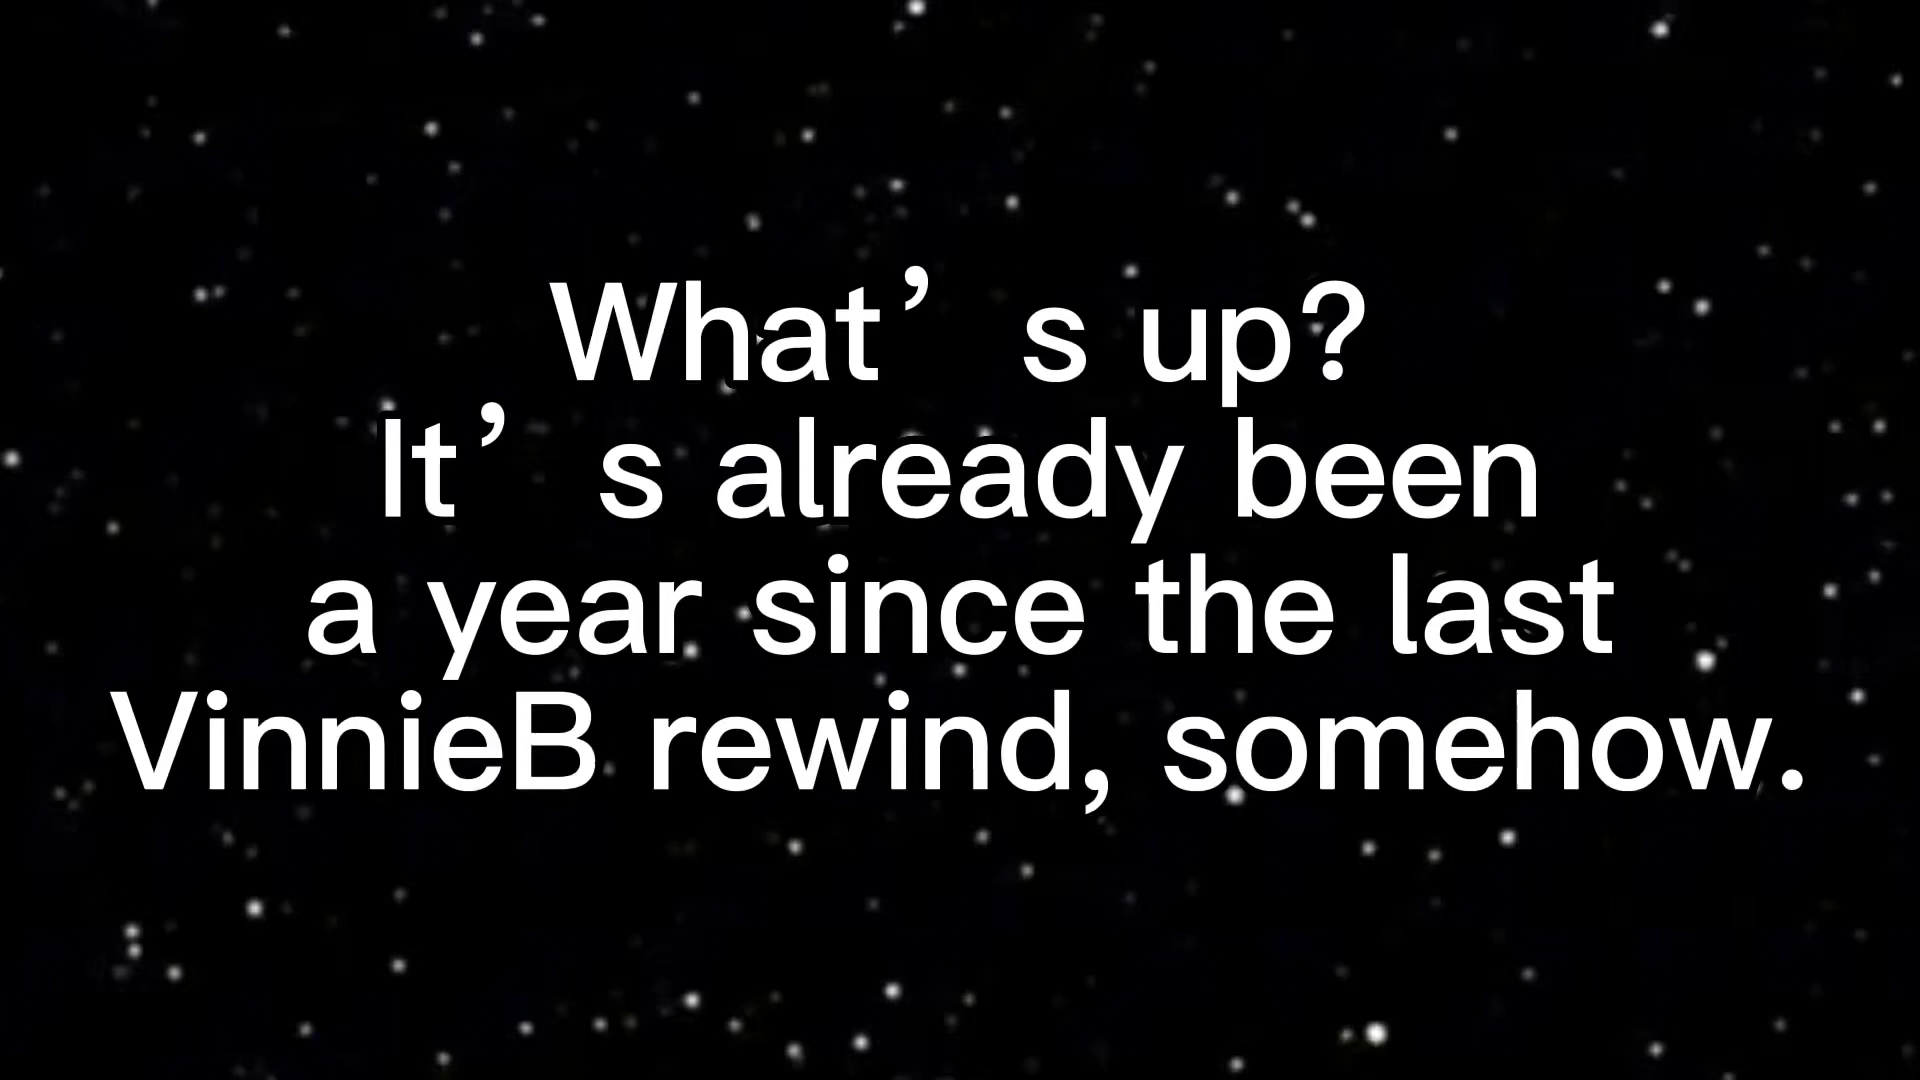 What’s up?
It’s already been
a year since the last
VinnieB rewind, somehow.